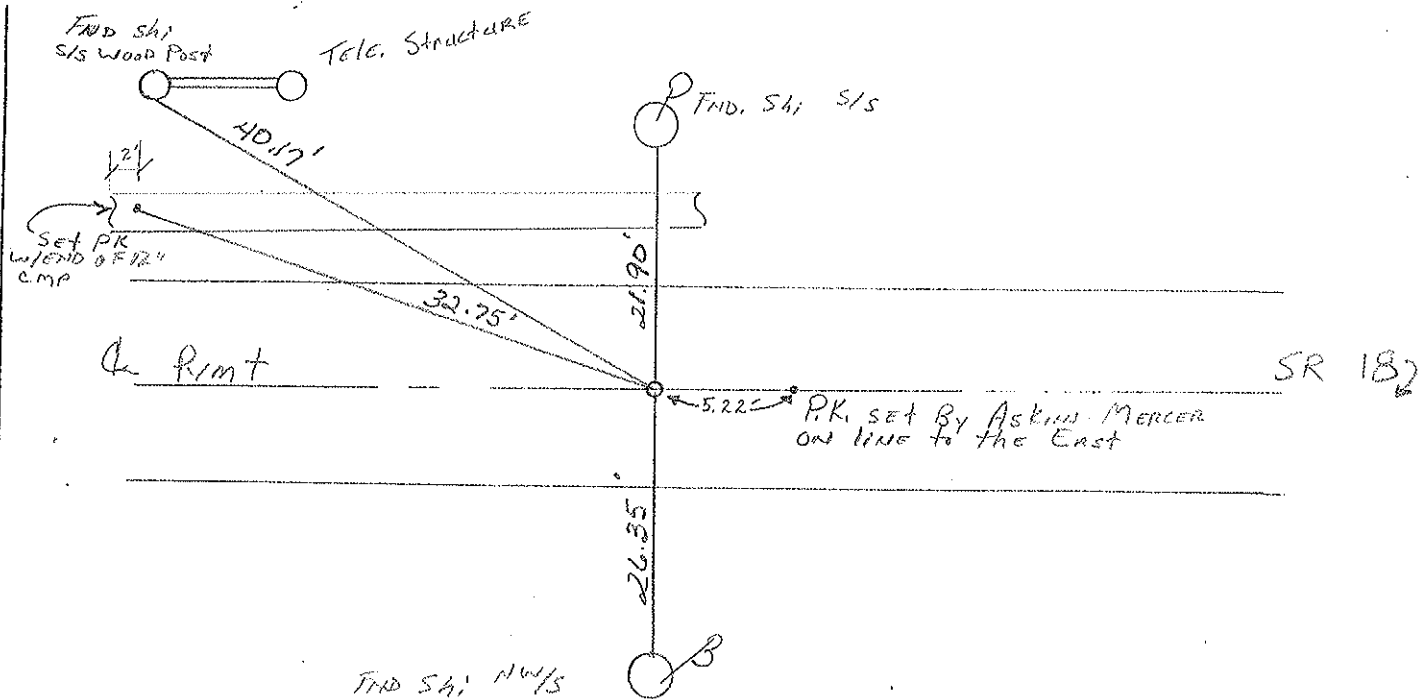 FND Shi
S/S WOOD POST
TELE. STRUCTURE
P
FND. Shi S/S
40.17'
2'
Set PK
W/END OF 12"
CMP
32.75'
21.90'
℄ PVmt
5.22'
SR 182
P.K. SET BY ASKINS MERCER
ON LINE to the EAST
26.35'
B
FND Shi NW/S